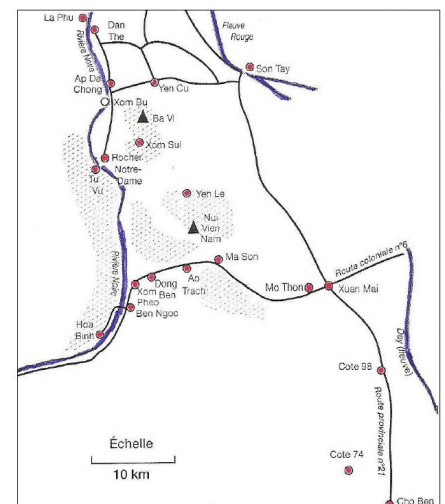 La Phu
Dan
The
Rivière Noire
Fleuve
Rouge
Son Tay
Ap Da
Chong
Yen Cu
Xom Bu
Ba Vi
Xom Sui
Rocher
Notre-
Dame
Tu
Vu
Yen Le
Nui
Vien
Nam
Rivière Noire
Ma Son
Route coloniale n°6
Ao
Trach
Dong
Ben
Xom
Pheo
Ben Ngoc
Mo Thon
Xuan Mai
Hoa
Binh
Day (fleuve)
Cote 98
Route provinciale n°21
Échelle
10 km
Cote 74
Cho Ben